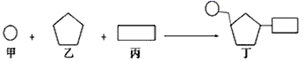 甲 + 乙 + 丙 → 丁